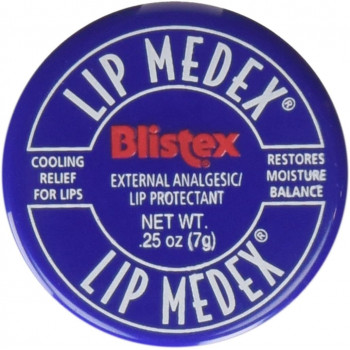 LIP MEDEX®
Blistex®
COOLING
RELIEF
FOR LIPS
EXTERNAL ANALGESIC/
LIP PROTECTANT
RESTORES
MOISTURE
BALANCE
NET WT.
.25 oz (7g)
LIP MEDEX®